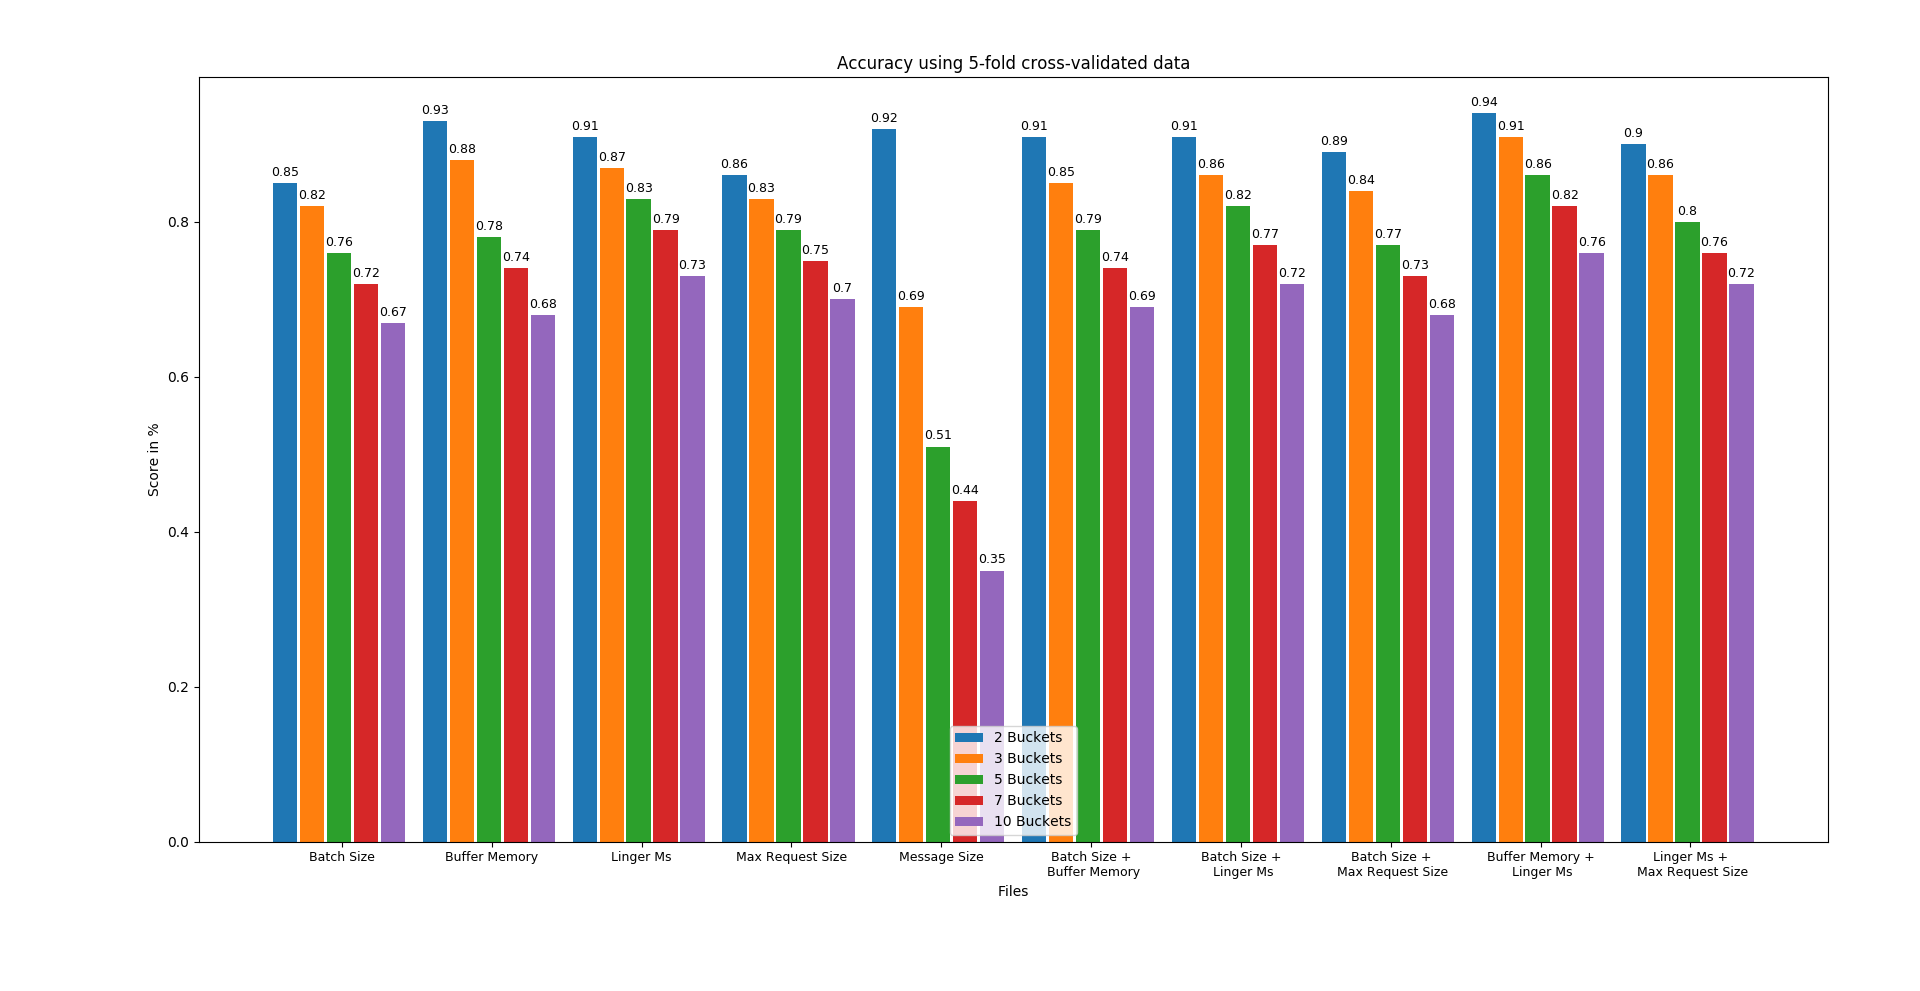 Accuracy using 5-fold cross-validated data
Score in %
0.8
0.6
0.4
0.2
0.0
0.85
0.82
0.76
0.72
0.67
0.93
0.88
0.78
0.74
0.68
0.91
0.87
0.83
0.79
0.73
0.86
0.83
0.79
0.75
0.7
0.92
0.69
0.51
0.44
0.35
0.91
0.85
0.79
0.74
0.69
0.91
0.86
0.82
0.77
0.72
0.89
0.84
0.77
0.73
0.68
0.94
0.91
0.86
0.82
0.76
0.9
0.86
0.8
0.76
0.72
2 Buckets
3 Buckets
5 Buckets
7 Buckets
10 Buckets
Batch Size
Buffer Memory
Linger Ms
Max Request Size
Message Size
Batch Size +
Buffer Memory
Batch Size +
Linger Ms
Batch Size +
Max Request Size
Buffer Memory +
Linger Ms
Linger Ms +
Max Request Size
Files